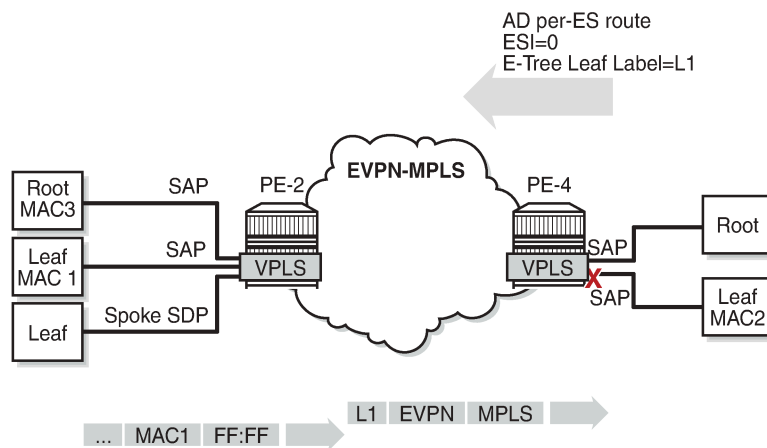 AD per-ES route
ESI=0
E-Tree Leaf Label=L1
EVPN-MPLS
Root
MAC3
SAP
PE-2
PE-4
Leaf
MAC 1
SAP
VPLS
VPLS
SAP
Root
Leaf
Spoke SDP
X
SAP
Leaf
MAC2
L1 EVPN MPLS
... MAC1 FF:FF